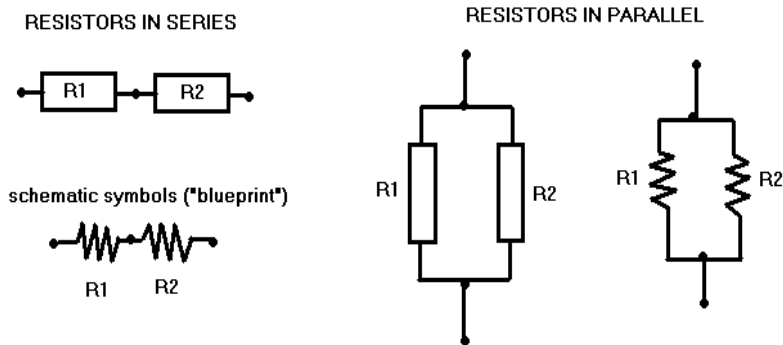 RESISTORS IN SERIES
R1
R2
schematic symbols ("blueprint")
R1
R2
RESISTORS IN PARALLEL
R1
R2
R1
R2